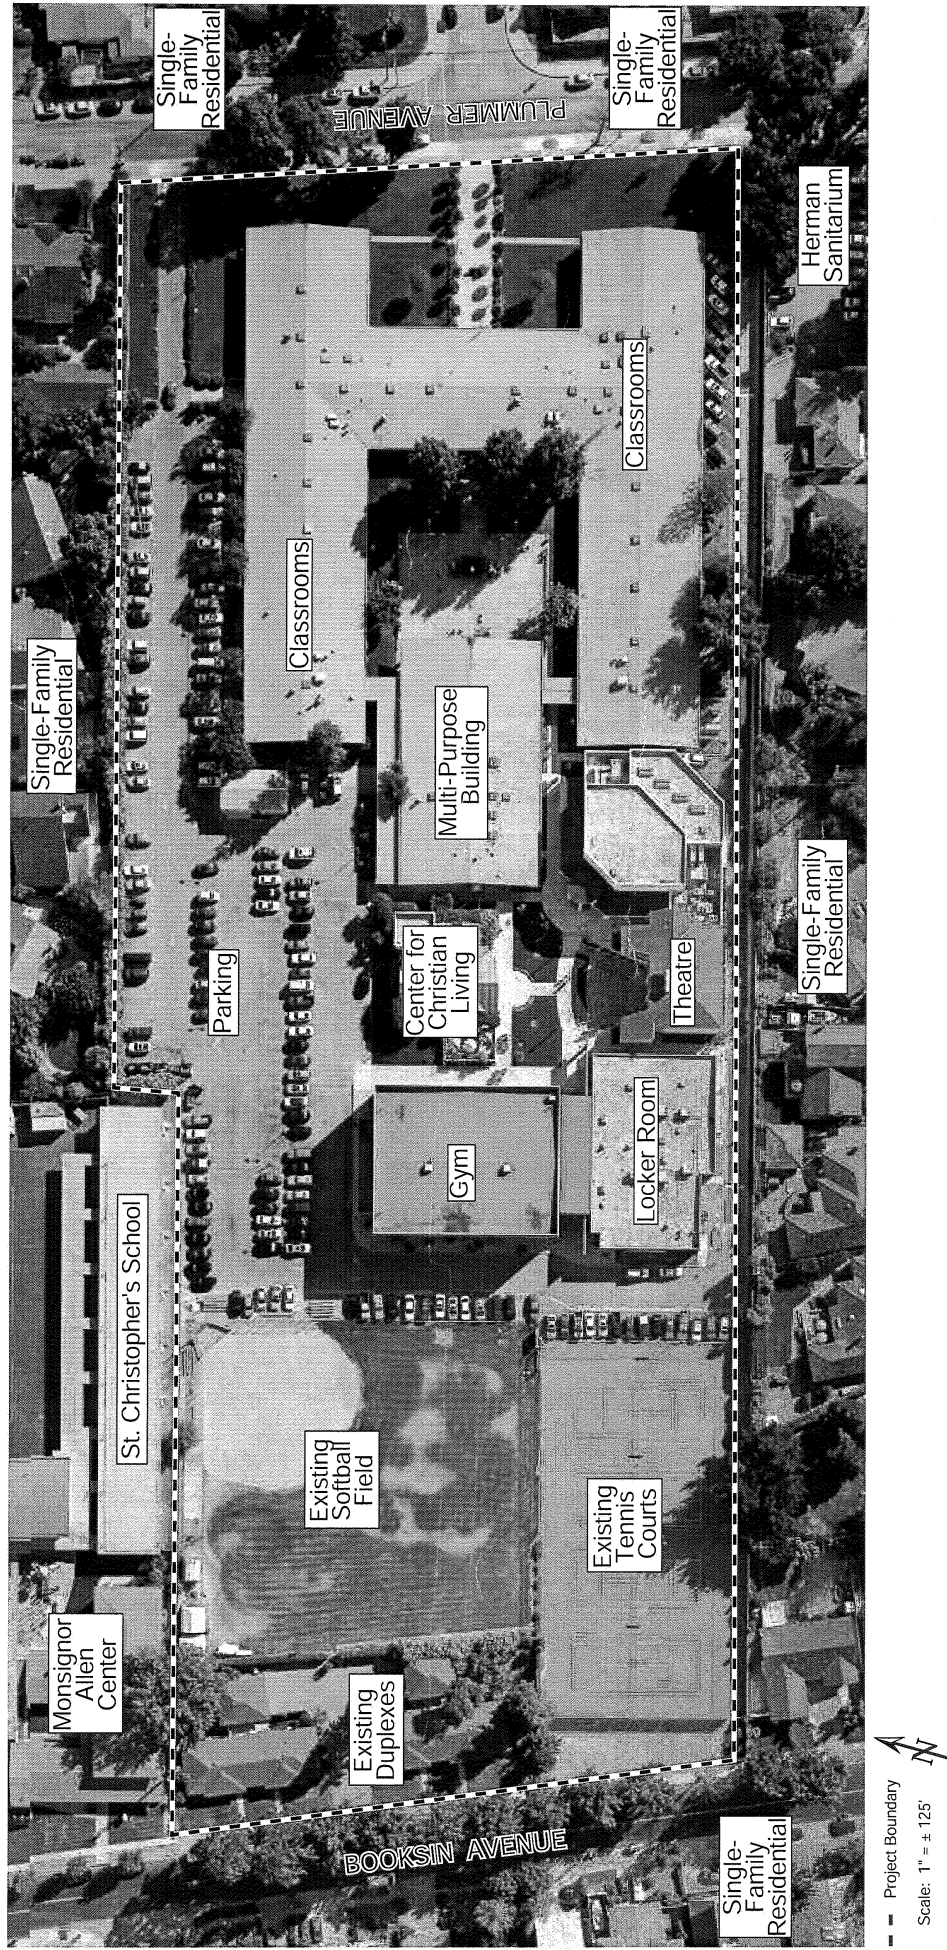 Single-
Family
Residential
PLUMMER AVENUE
Single-
Family
Residential
Herman
Sanitarium
Classrooms
Classrooms
Single-Family
Residential
Multi-Purpose
Building
Single-Family
Residential
Parking
Center for
Christian
Living
Theatre
Gym
Locker Room
St. Christopher's School
Existing
Softball
Field
Existing
Tennis
Courts
Monsignor
Allen
Center
Existing
Duplexes
BOOKSIN AVENUE
Single-
Family
Residential
Project Boundary
Scale: 1" = ± 125'
N